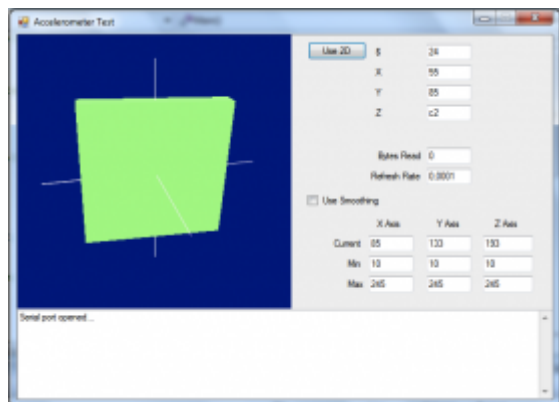 Accelerometer Test
Use 2D $ 24
X 55
Y 85
Z c2
Bytes Read 0
Refresh Rate 0.0001
Use Smoothing
X Axis Y Axis Z Axis
Current 85 133 193
Min 10 10 10
Max 245 245 245
Serial port opened...